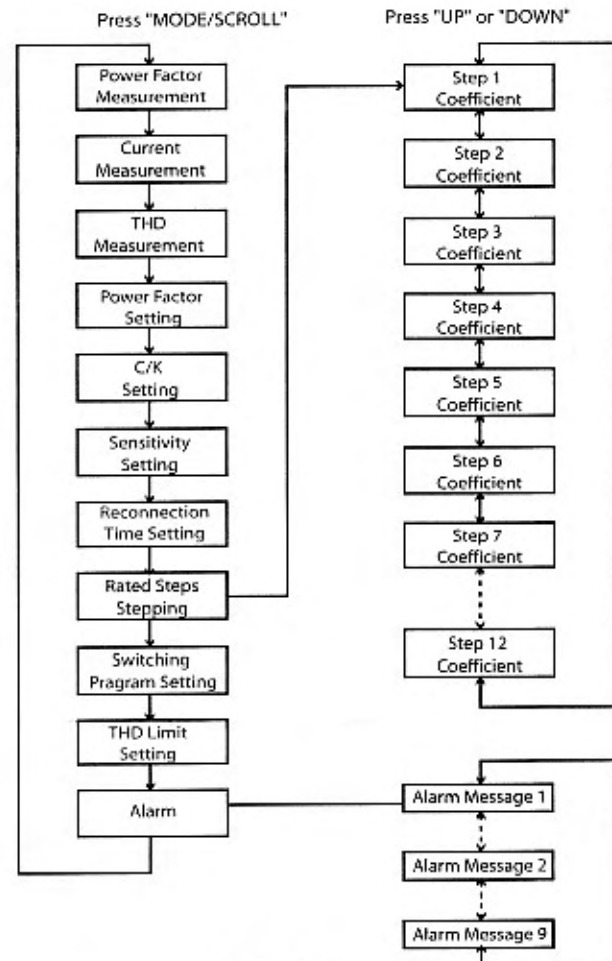 Press "MODE/SCROLL"
Power Factor
Measurement
Current
Measurement
THD
Measurement
Power Factor
Setting
C/K
Setting
Sensitivity
Setting
Reconnection
Time Setting
Rated Steps
Stepping
Switching
Pragram Setting
THD Limit
Setting
Alarm
Press "UP" or "DOWN"
Step 1
Coefficient
Step 2
Coefficient
Step 3
Coefficient
Step 4
Coefficient
Step 5
Coefficient
Step 6
Coefficient
Step 7
Coefficient
Step 12
Coefficient
Alarm Message 1
Alarm Message 2
Alarm Message 9